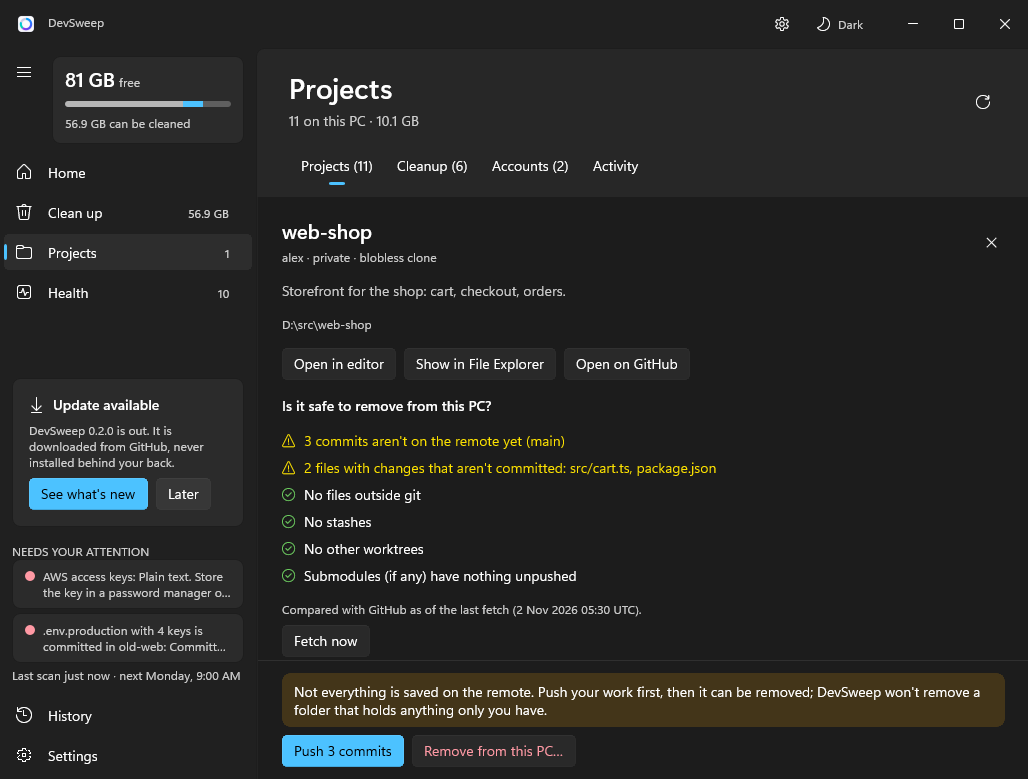 DevSweep
Dark
81 GB free
56.9 GB can be cleaned
Home
Clean up 56.9 GB
Projects 1
Health 10
Update available
DevSweep 0.2.0 is out. It is
downloaded from GitHub, never
installed behind your back.
See what's new
Later
NEEDS YOUR ATTENTION
AWS access keys: Plain text. Store
the key in a password manager o...
.env.production with 4 keys is
committed in old-web: Committ...
Last scan just now · next Monday, 9:00 AM
History
Settings
Projects
11 on this PC · 10.1 GB
Projects (11)
Cleanup (6)
Accounts (2)
Activity
web-shop
alex · private · blobless clone
Storefront for the shop: cart, checkout, orders.
D:\src\web-shop
Open in editor
Show in File Explorer
Open on GitHub
Is it safe to remove from this PC?
3 commits aren't on the remote yet (main)
2 files with changes that aren't committed: src/cart.ts, package.json
No files outside git
No stashes
No other worktrees
Submodules (if any) have nothing unpushed
Compared with GitHub as of the last fetch (2 Nov 2026 05:30 UTC).
Fetch now
Not everything is saved on the remote. Push your work first, then it can be removed; DevSweep won't remove a
folder that holds anything only you have.
Push 3 commits
Remove from this PC...